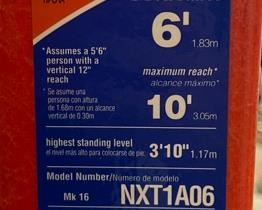 6'
1.83m
*Assumes a 5'6"
person with a
vertical 12"
reach
maximum reach*
alcance máximo*
* Se asume una
persona con altura
de 1.68m con un alcance
vertical de 0.30m
10'
3.05m
highest standing level
el nivel más alto para colocarse de pie.
3'10"
1.17m
Model Number/Número de modelo
Mk 16
NXT1A06